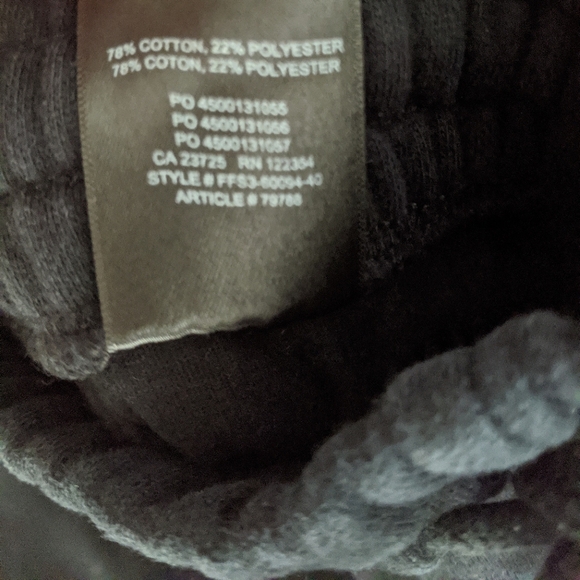 78% COTTON, 22% POLYESTER
78% COTON, 22% POLYESTER
PO 4500131055
PO 4500131056
PO 4500131057
CA 23725 RN 122354
STYLE # FFS3-60094-40
ARTICLE # 79788